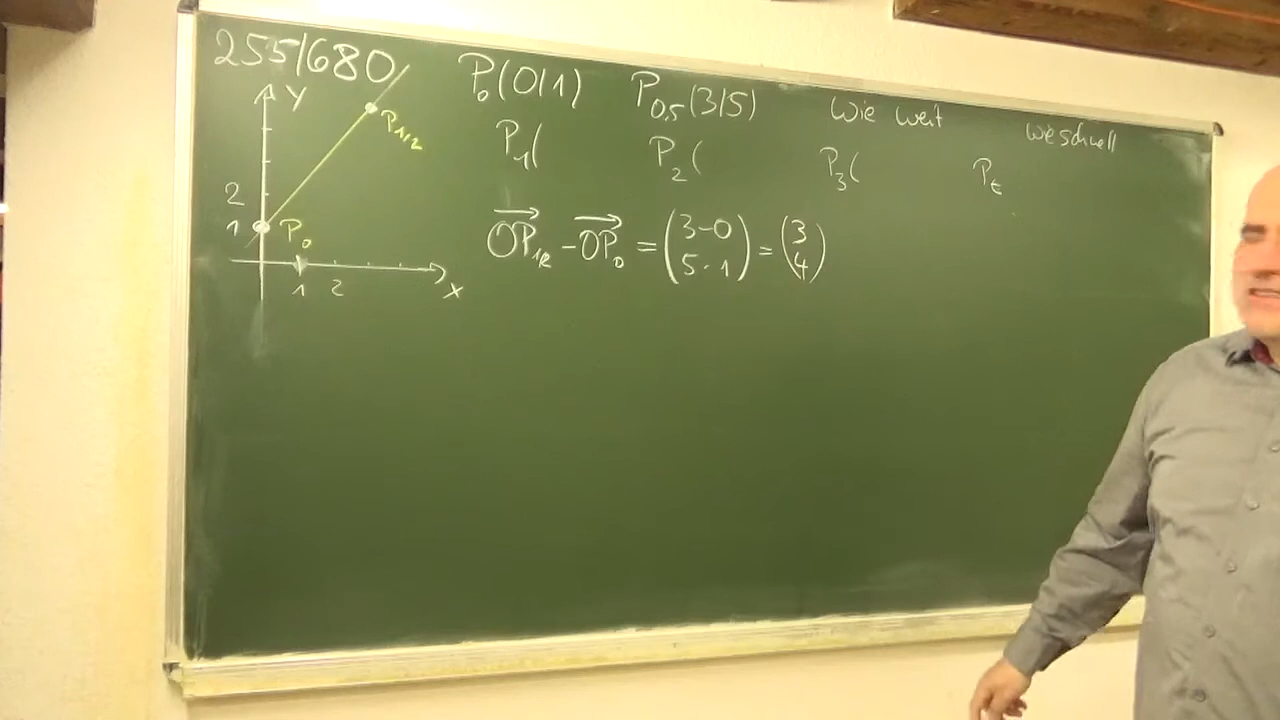 255/680 P₀(0|1) P₀,₅(3|5) Wie weit wie schnell
Y P₁/₂ P₁( P₂( P₃( Pₜ
2
1 P₀ OP₁/₂ - OP₀ = (3-0 5-1) = (3 4)
1 2 X